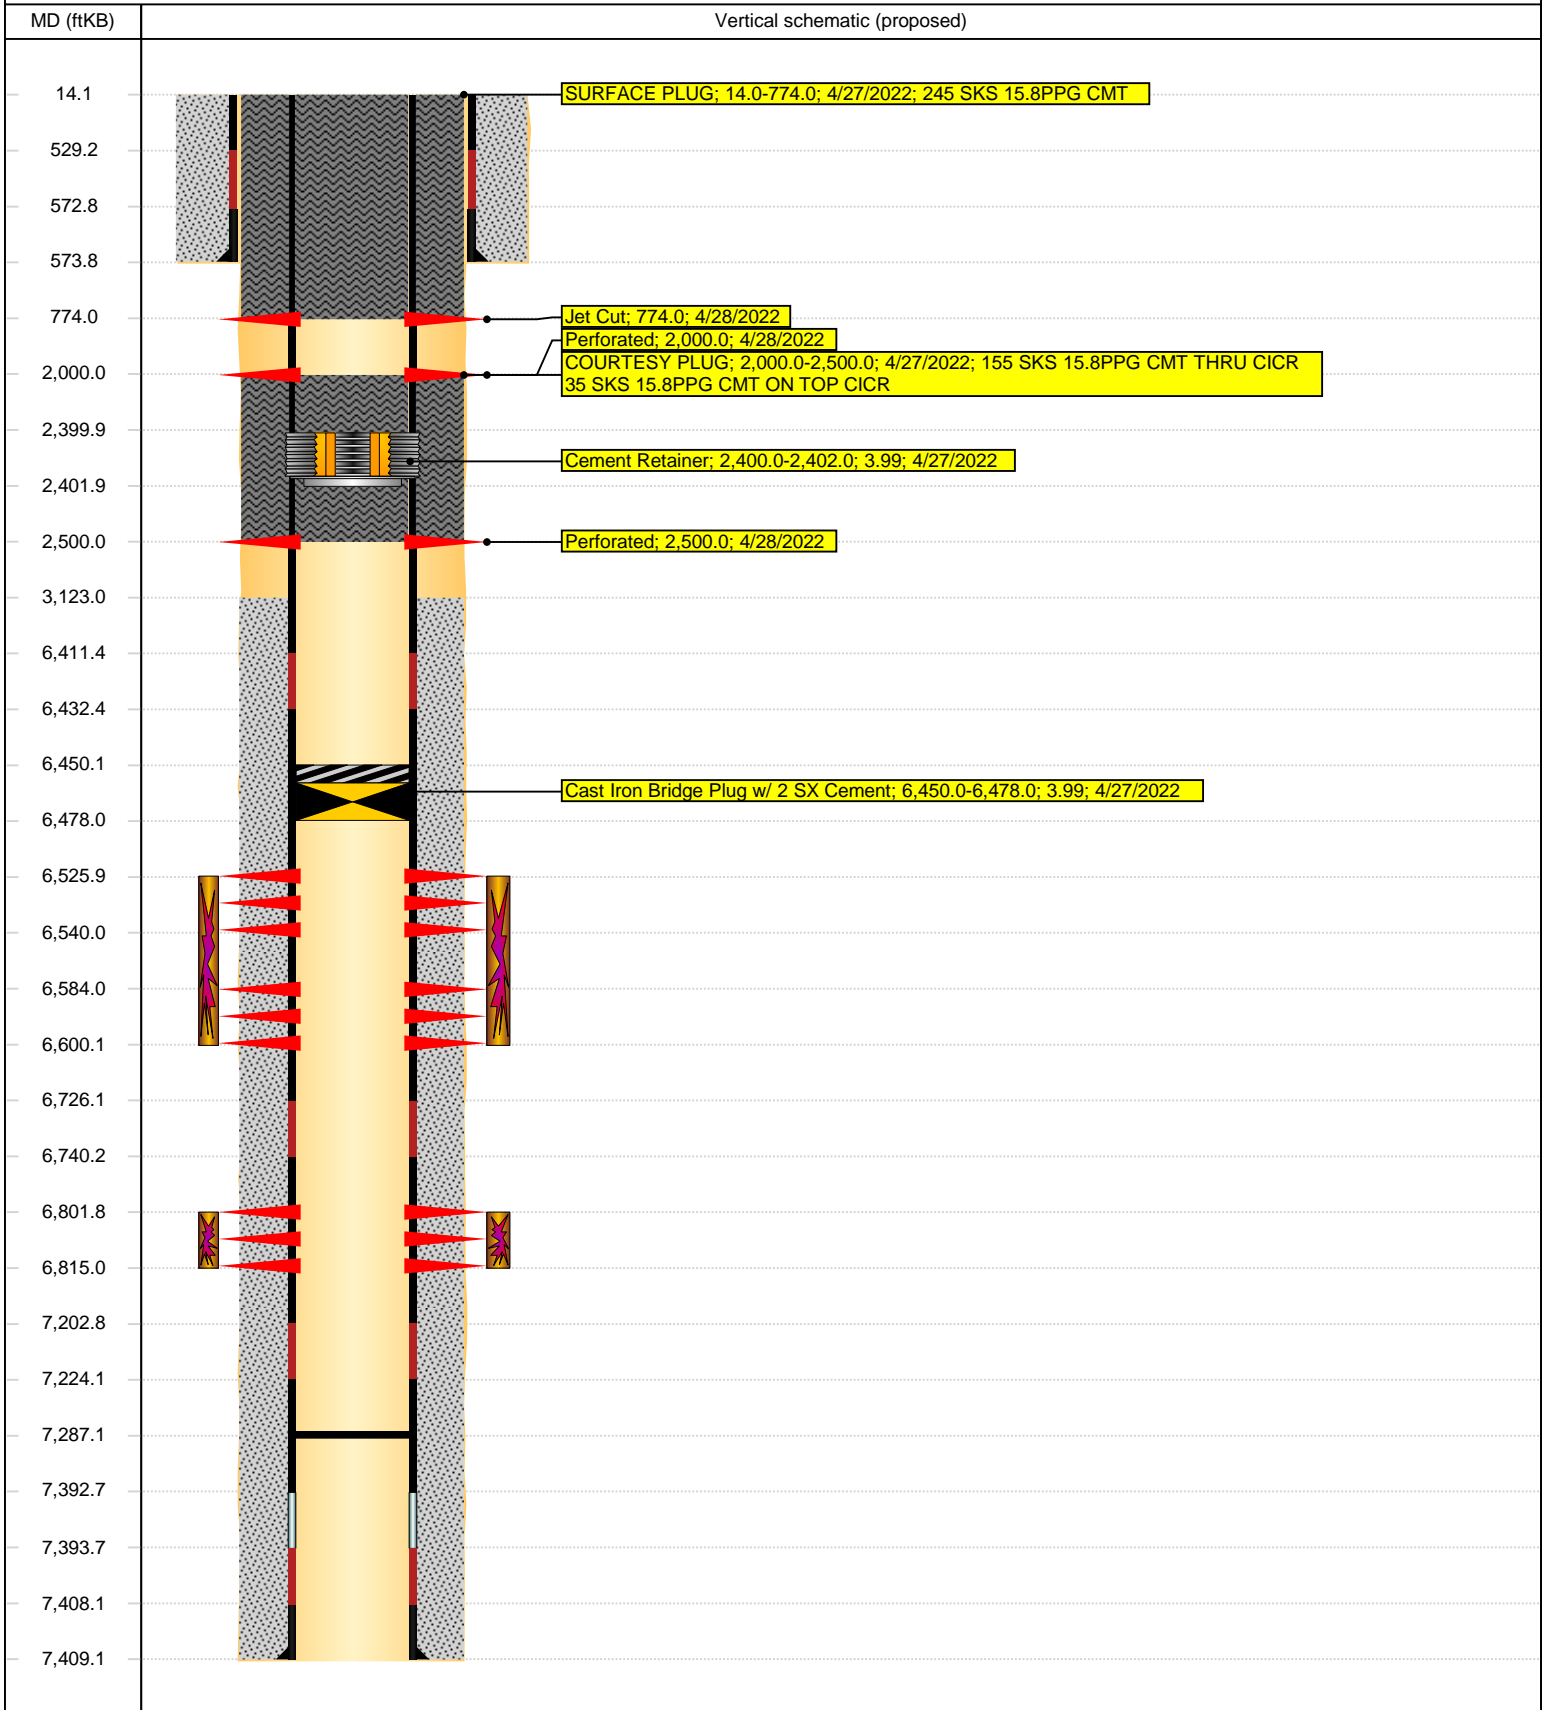 MD (ftKB)
Vertical schematic (proposed)
14.1
SURFACE PLUG; 14.0-774.0; 4/27/2022; 245 SKS 15.8PPG CMT
529.2
572.8
573.8
774.0
Jet Cut; 774.0; 4/28/2022
Perforated; 2,000.0; 4/28/2022
2,000.0
COURTESY PLUG; 2,000.0-2,500.0; 4/27/2022; 155 SKS 15.8PPG CMT THRU CICR
35 SKS 15.8PPG CMT ON TOP CICR
2,399.9
Cement Retainer; 2,400.0-2,402.0; 3.99; 4/27/2022
2,401.9
2,500.0
Perforated; 2,500.0; 4/28/2022
3,123.0
6,411.4
6,432.4
6,450.1
Cast Iron Bridge Plug w/ 2 SX Cement; 6,450.0-6,478.0; 3.99; 4/27/2022
6,478.0
6,525.9
6,540.0
6,584.0
6,600.1
6,726.1
6,740.2
6,801.8
6,815.0
7,202.8
7,224.1
7,287.1
7,392.7
7,393.7
7,408.1
7,409.1